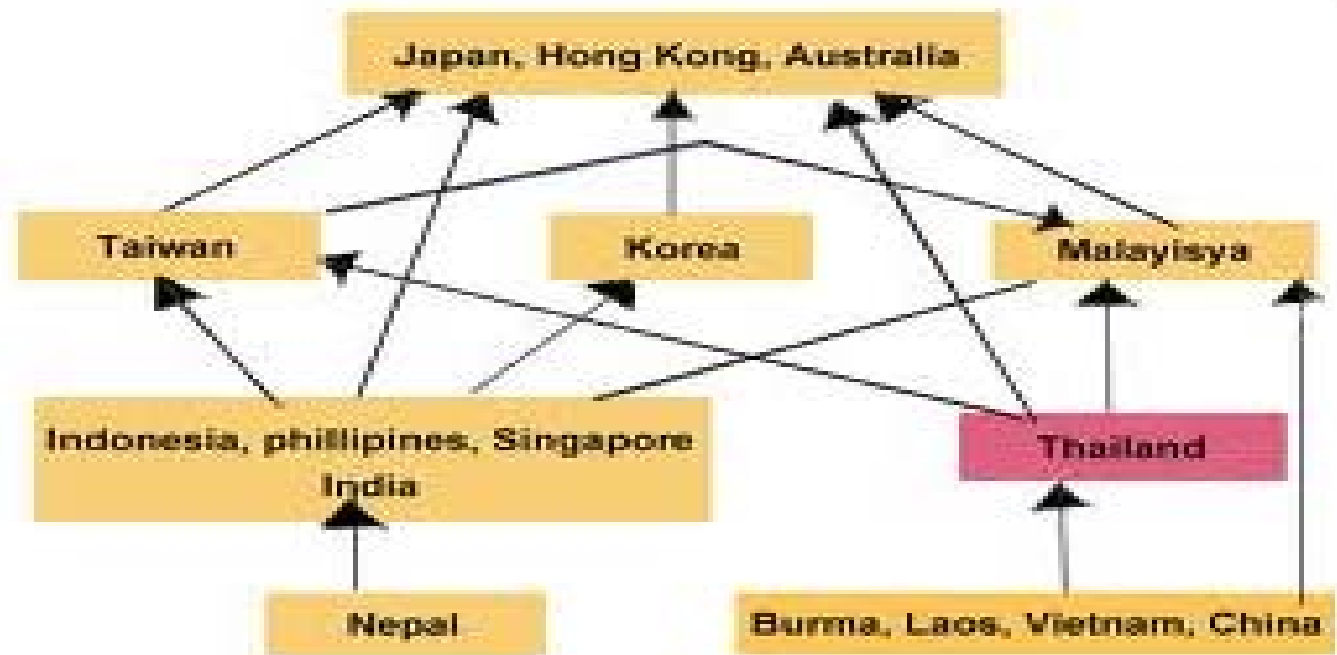 Japan, Hong Kong, Australia
Taiwan
Korea
Malayisya
Indonesia, phillipines, Singapore
India
Thailand
Nepal
Burma, Laos, Vietnam, China